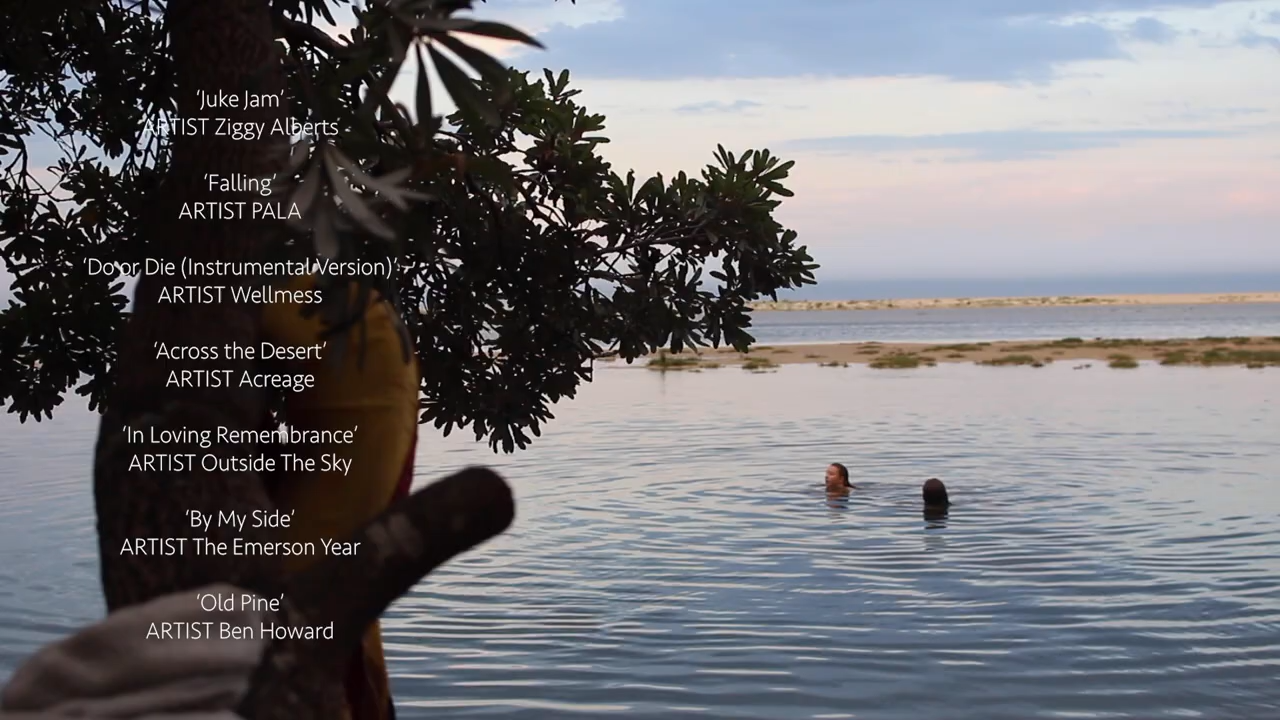 'Juke Jam'
ARTIST Ziggy Alberts
'Falling'
ARTIST PALA
'Do or Die (Instrumental Version)'
ARTIST Wellmess
'Across the Desert'
ARTIST Acreage
'In Loving Remembrance'
ARTIST Outside The Sky
'By My Side'
ARTIST The Emerson Year
'Old Pine'
ARTIST Ben Howard